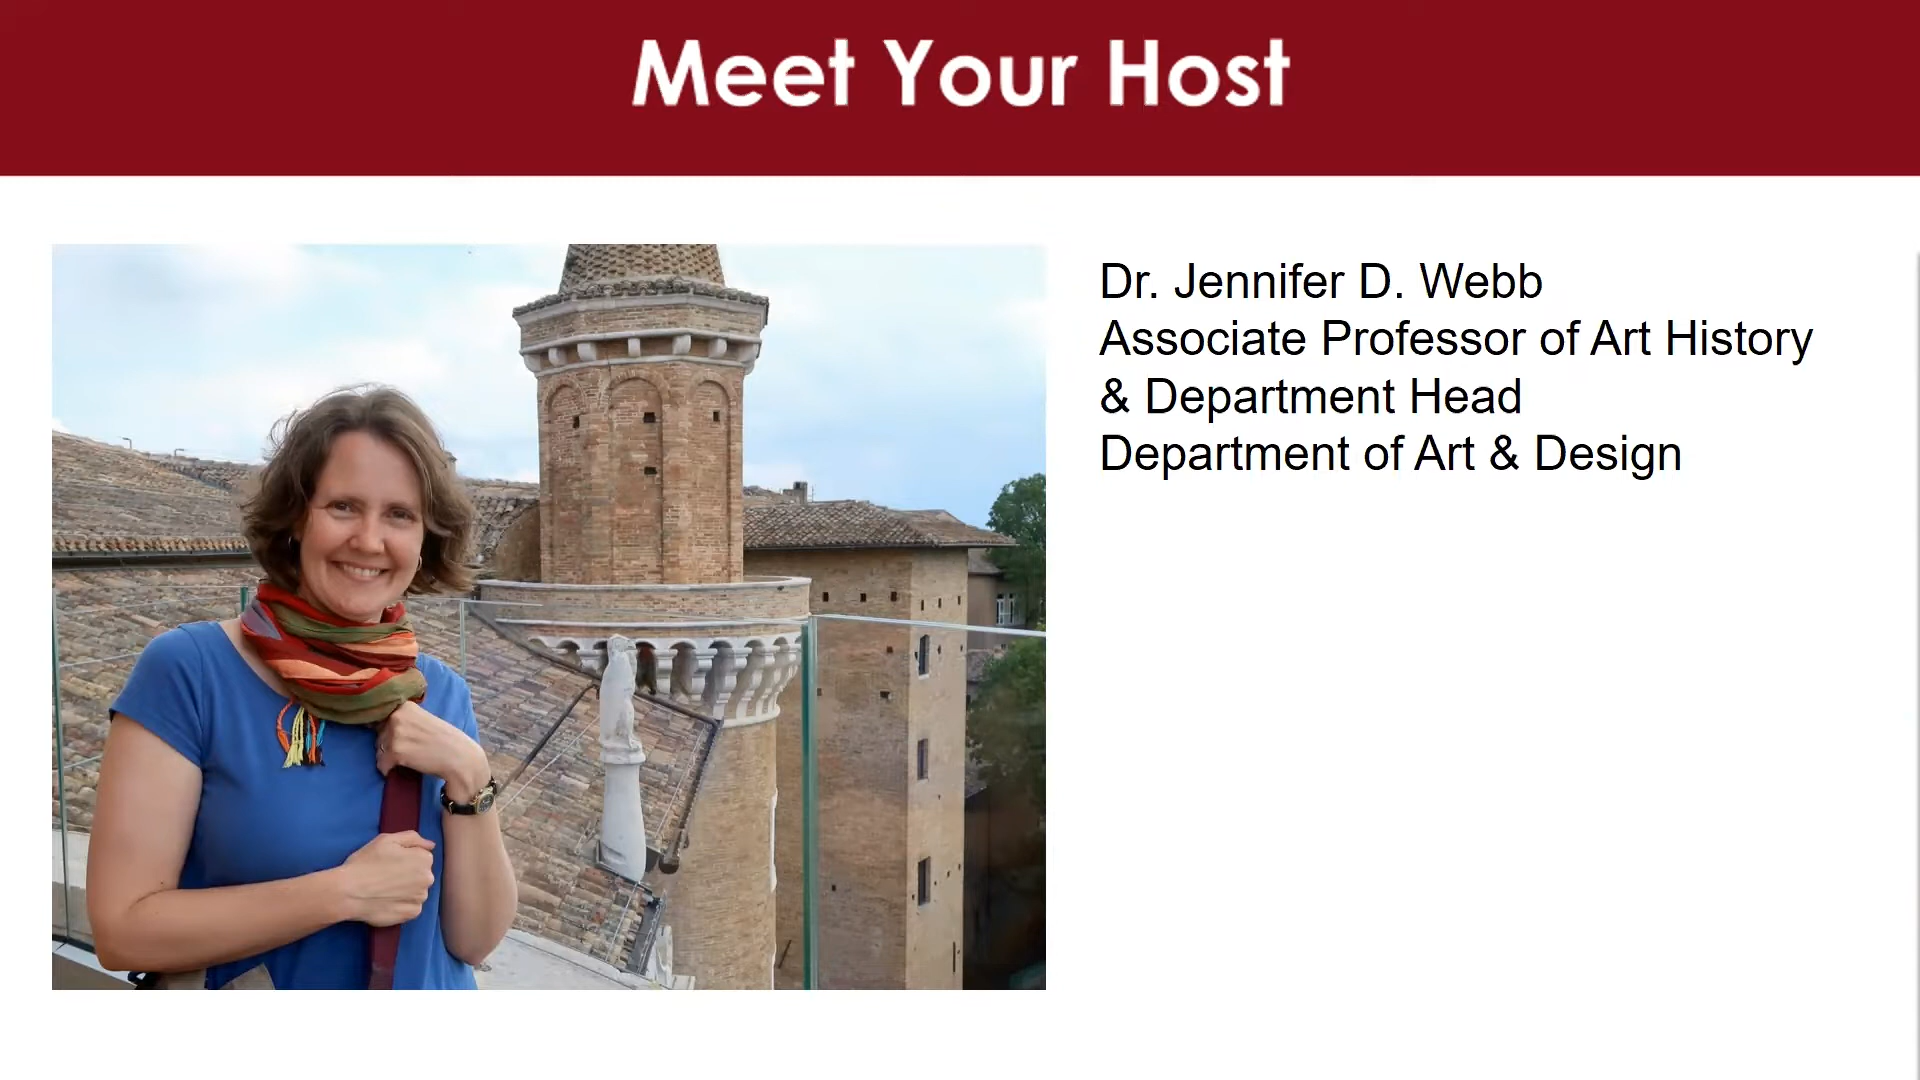 Meet Your Host
Dr. Jennifer D. Webb
Associate Professor of Art History
& Department Head
Department of Art & Design